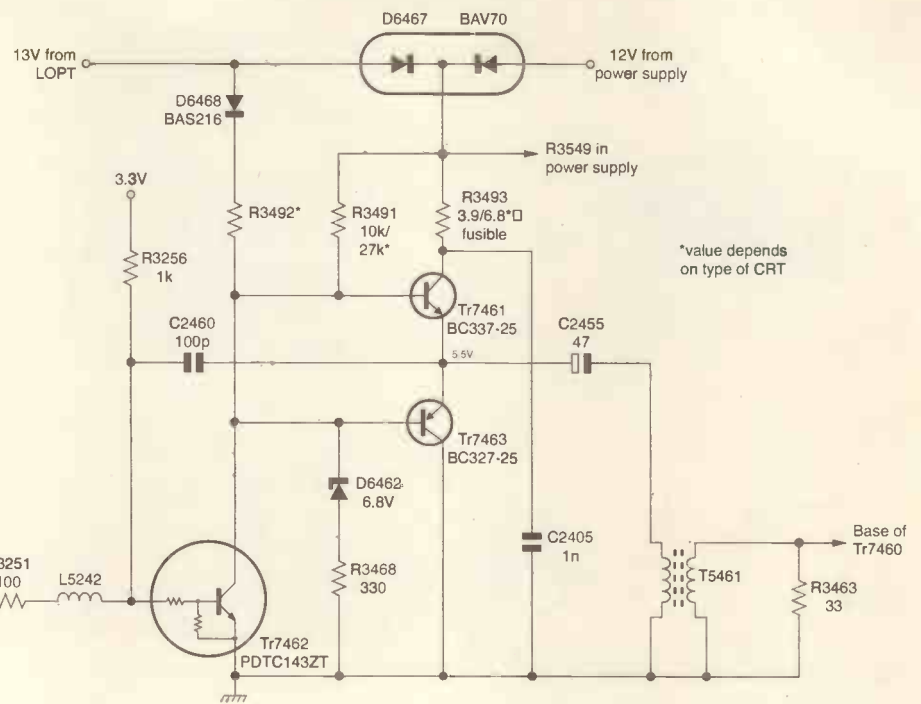 D6467
BAV70
13V from
LOPT
12V from
power supply
D6468
BAS216
R3549 in
power supply
3.3V
R3492*
R3491
10k/
27k*
R3493
3.9/6.8*□
fusible
*value depends
on type of CRT
R3256
1k
Tr7461
BC337-25
C2460
100p
C2455
47
5.5V
Tr7463
BC327-25
D6462
6.8V
C2405
1n
Base of
Tr7460
3251
100
L5242
R3468
330
T5461
R3463
33
Tr7462
PDTC143ZT